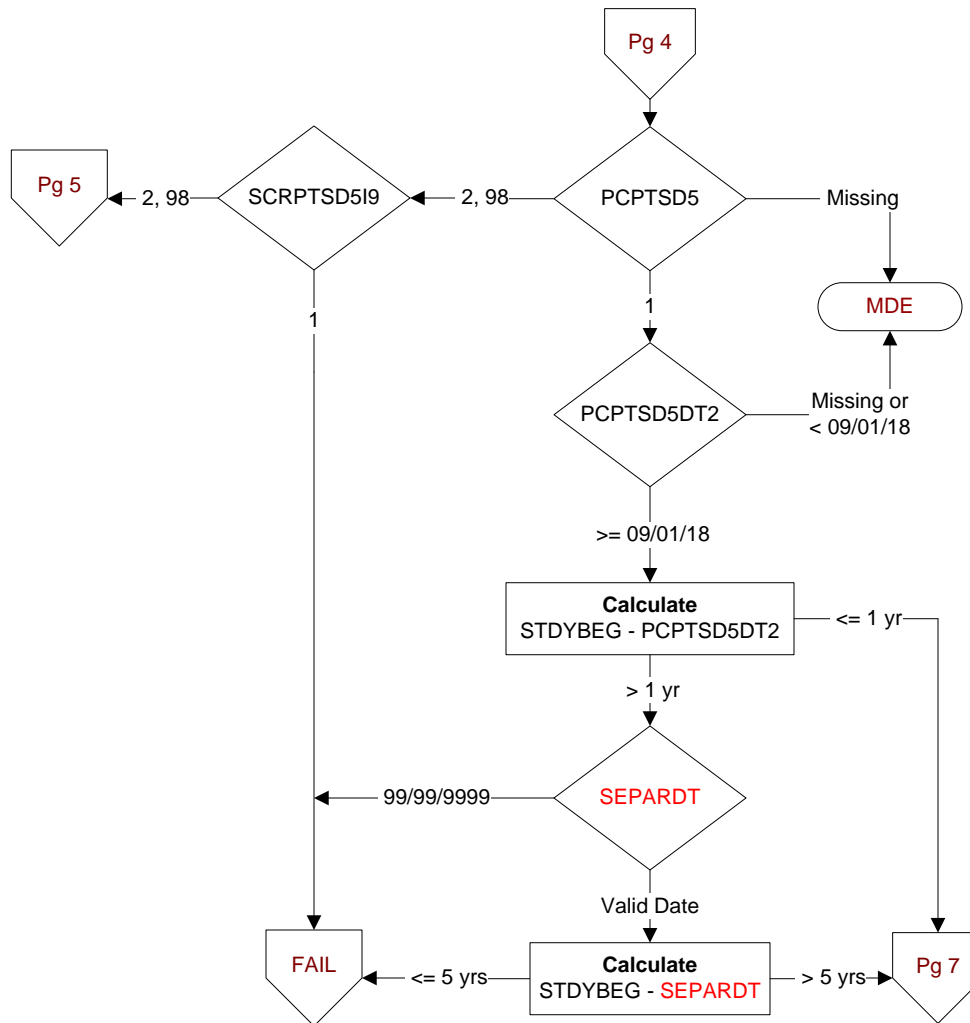 Pg 4
Pg 5
2, 98
SCRPTSD5I9
2, 98
PCPTSD5
Missing
MDE
1
1
PCPTSD5DT2
Missing or
< 09/01/18
>= 09/01/18
Calculate
STDYBEG - PCPTSD5DT2
<= 1 yr
> 1 yr
99/99/9999
SEPARDT
Valid Date
FAIL
<= 5 yrs
Calculate
STDYBEG - SEPARDT
> 5 yrs
Pg 7